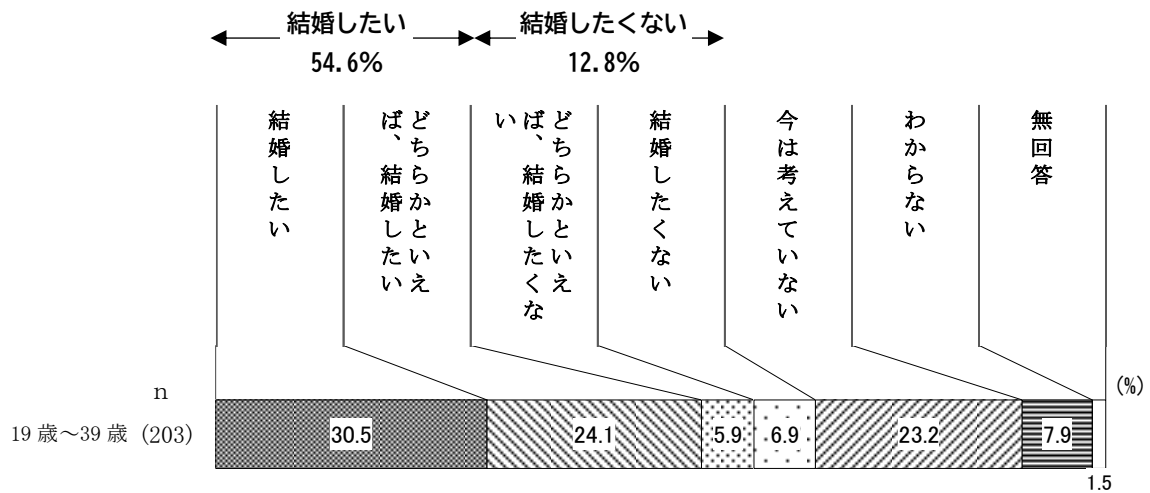 結婚したい
結婚したくない
54.6%
12.8%
結婚したい
どちらかといえ
ば、結婚したい
どちらかといえ
ば、結婚したくな
い
結婚したくない
今は考えていない
わからない
無回答
n
(%)
19歳～39歳 (203)
30.5
24.1
5.9
6.9
23.2
7.9
1.5